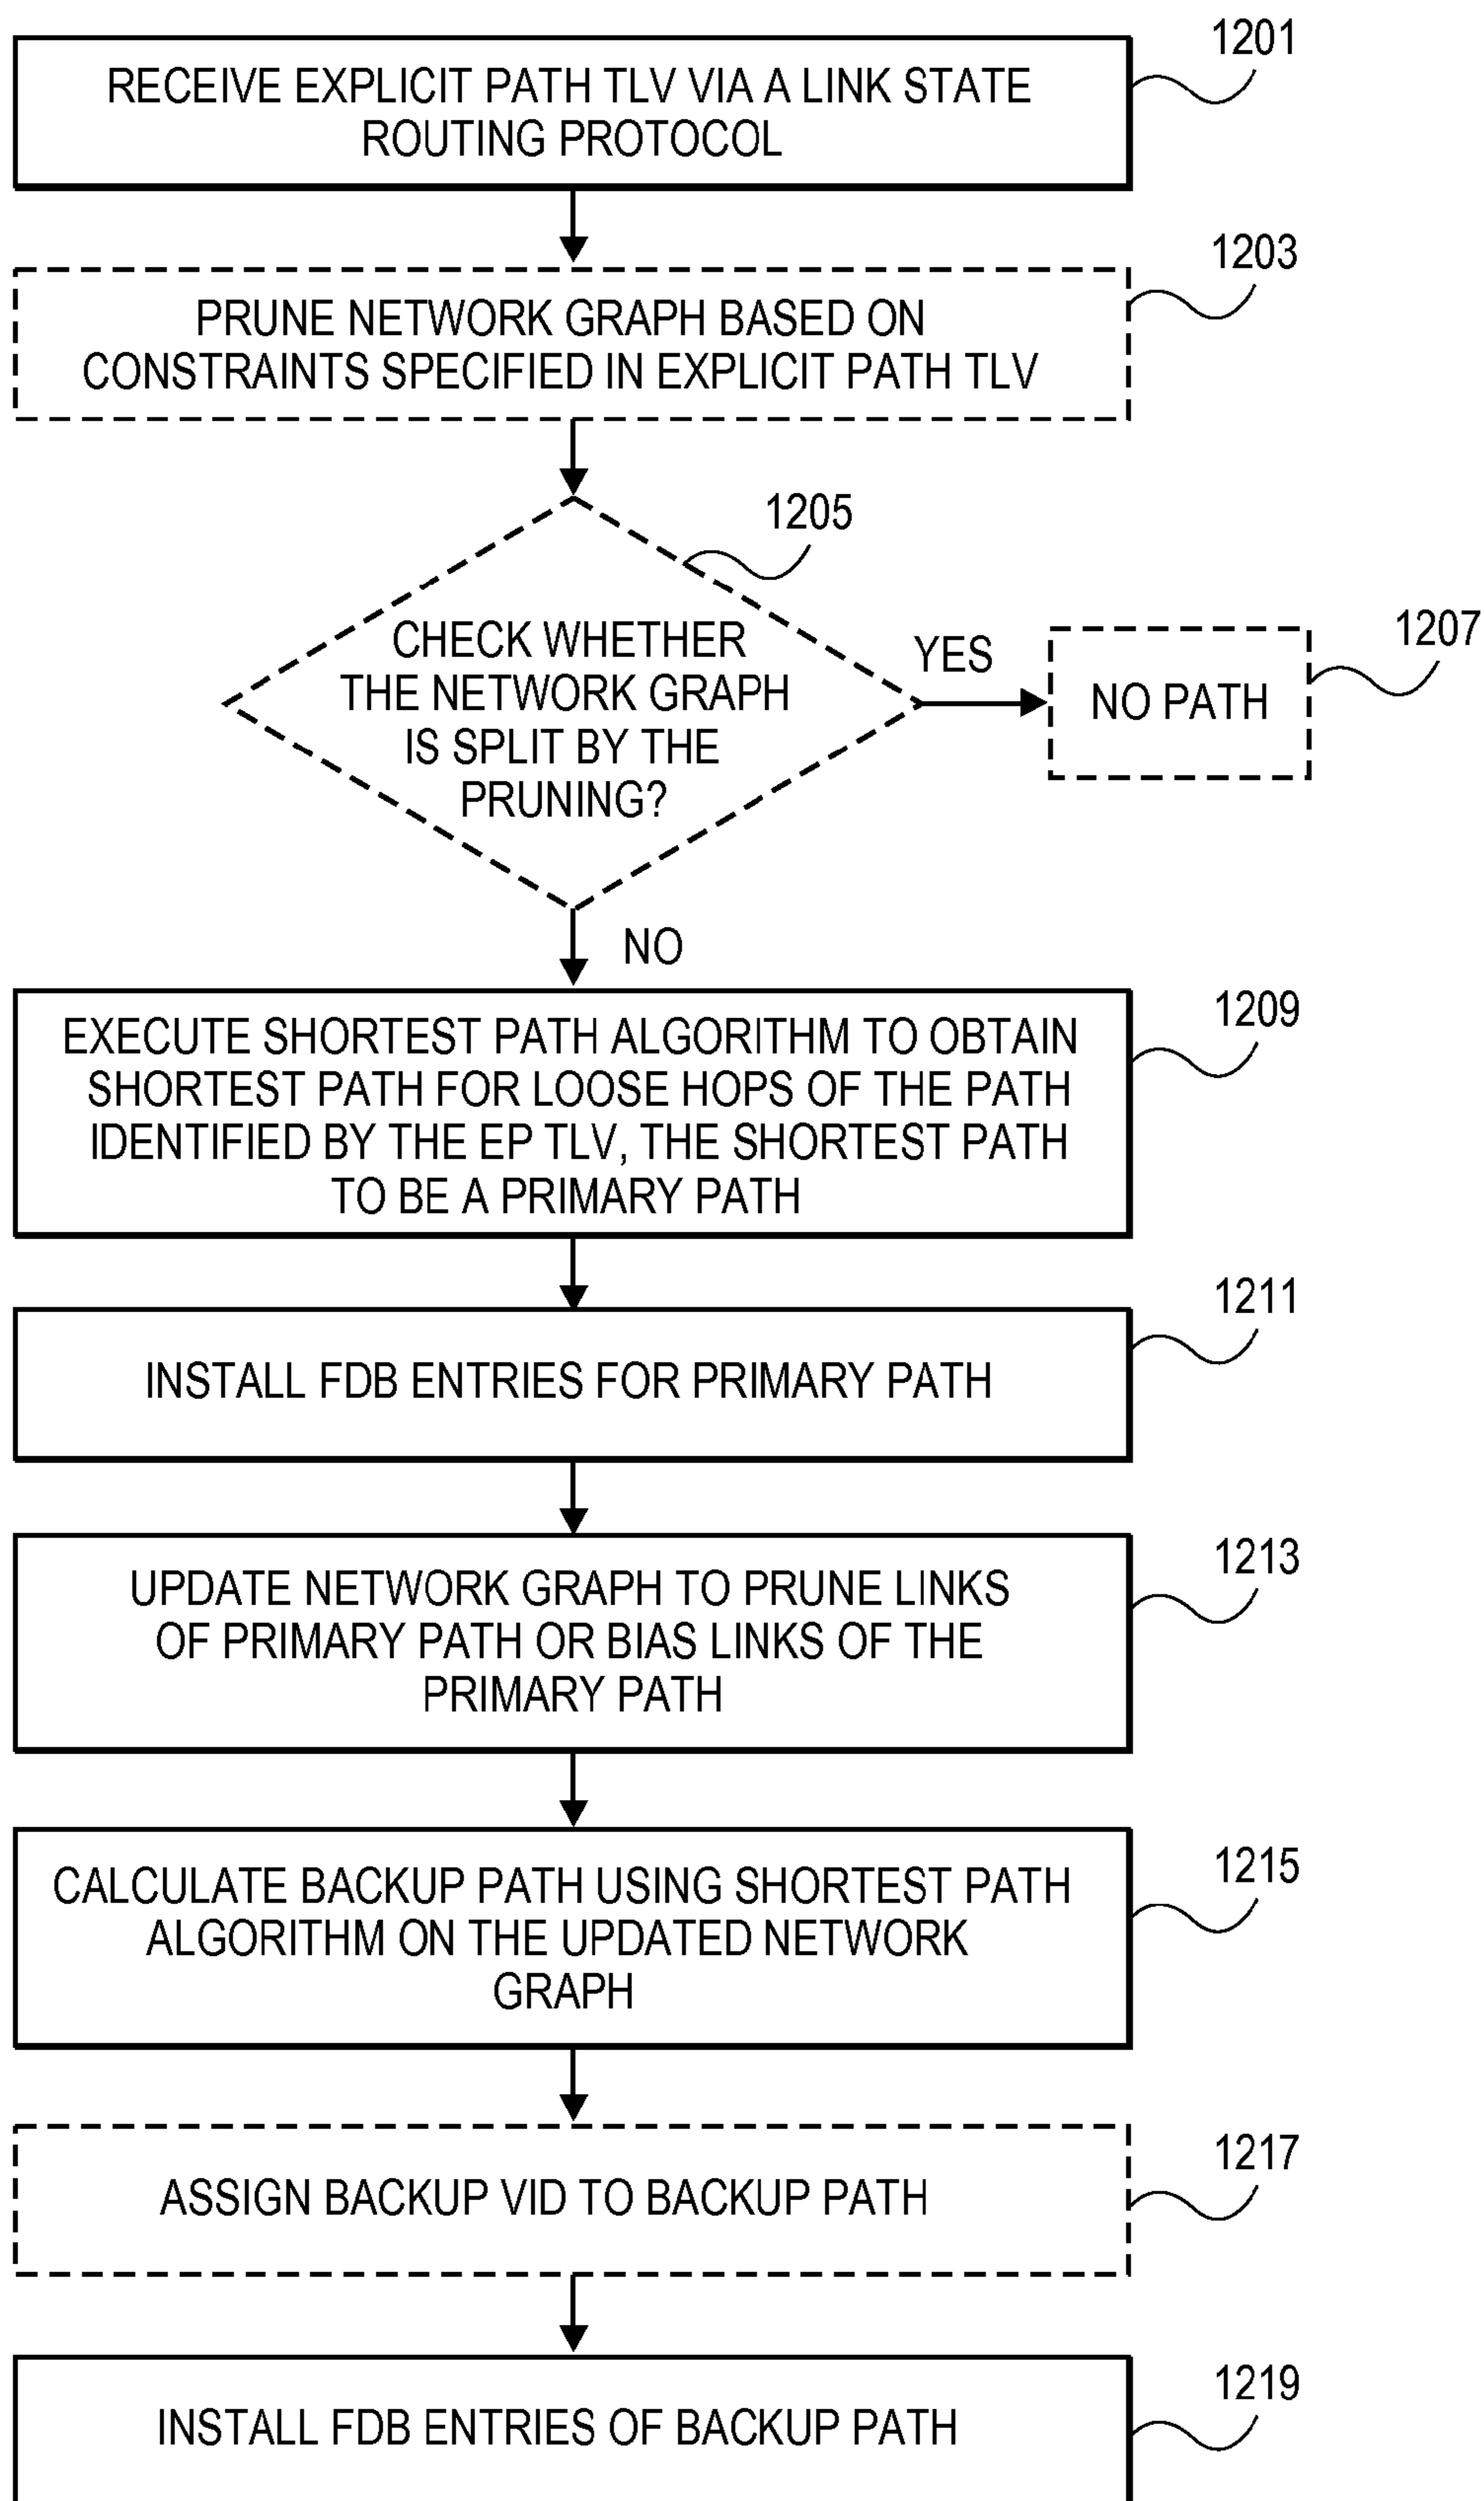 1201
RECEIVE EXPLICIT PATH TLV VIA A LINK STATE
ROUTING PROTOCOL
1203
PRUNE NETWORK GRAPH BASED ON
CONSTRAINTS SPECIFIED IN EXPLICIT PATH TLV
1205
CHECK WHETHER
THE NETWORK GRAPH
IS SPLIT BY THE
PRUNING?
YES
1207
NO PATH
NO
1209
EXECUTE SHORTEST PATH ALGORITHM TO OBTAIN
SHORTEST PATH FOR LOOSE HOPS OF THE PATH
IDENTIFIED BY THE EP TLV, THE SHORTEST PATH
TO BE A PRIMARY PATH
1211
INSTALL FDB ENTRIES FOR PRIMARY PATH
1213
UPDATE NETWORK GRAPH TO PRUNE LINKS
OF PRIMARY PATH OR BIAS LINKS OF THE
PRIMARY PATH
1215
CALCULATE BACKUP PATH USING SHORTEST PATH
ALGORITHM ON THE UPDATED NETWORK
GRAPH
1217
ASSIGN BACKUP VID TO BACKUP PATH
1219
INSTALL FDB ENTRIES OF BACKUP PATH